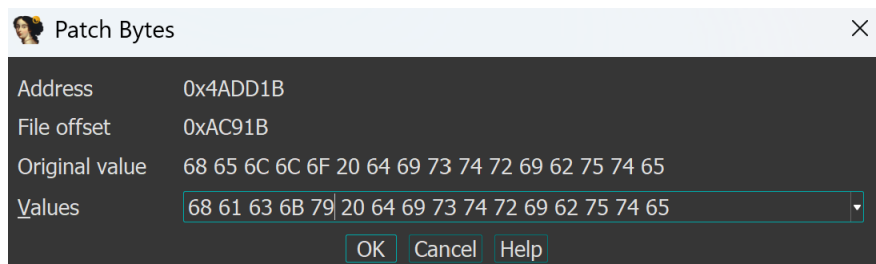 Patch Bytes
Address 0x4ADD1B
File offset 0xAC91B
Original value 68 65 6C 6C 6F 20 64 69 73 74 72 69 62 75 74 65
Values 68 61 63 6B 79 20 64 69 73 74 72 69 62 75 74 65
OK Cancel Help